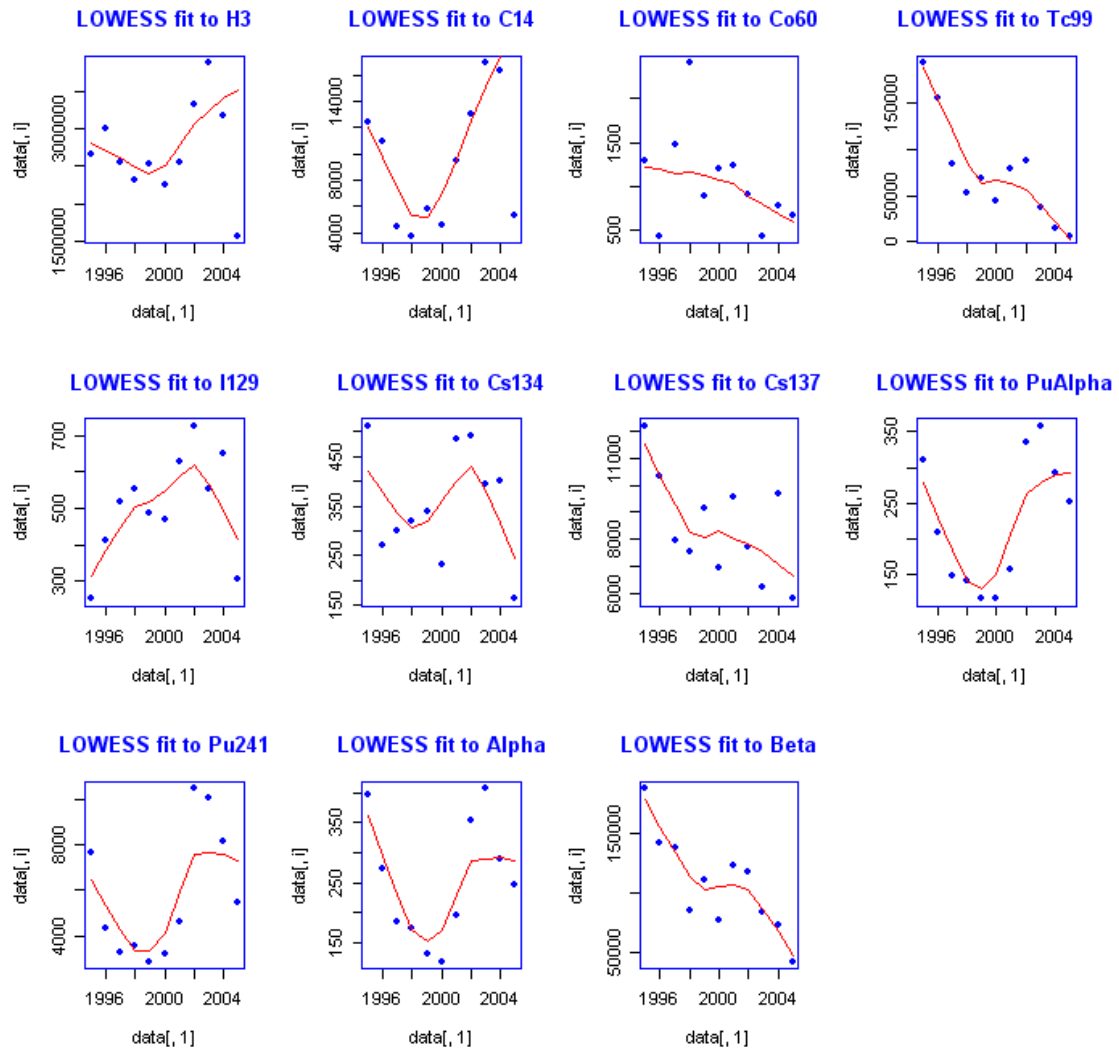 LOWESS fit to H3
LOWESS fit to C14
LOWESS fit to Co60
LOWESS fit to Tc99
data[, i]
1500000
3000000
1996
2000
2004
data[, 1]
data[, i]
4000
8000
14000
1996
2000
2004
data[, 1]
data[, i]
500
1500
1996
2000
2004
data[, 1]
data[, i]
0
50000
150000
1996
2000
2004
data[, 1]
LOWESS fit to I129
LOWESS fit to Cs134
LOWESS fit to Cs137
LOWESS fit to PuAlpha
data[, i]
300
500
700
1996
2000
2004
data[, 1]
data[, i]
150
250
350
450
1996
2000
2004
data[, 1]
data[, i]
6000
8000
11000
1996
2000
2004
data[, 1]
data[, i]
150
250
350
1996
2000
2004
data[, 1]
LOWESS fit to Pu241
LOWESS fit to Alpha
LOWESS fit to Beta
data[, i]
4000
8000
1996
2000
2004
data[, 1]
data[, i]
150
250
350
1996
2000
2004
data[, 1]
data[, i]
50000
150000
1996
2000
2004
data[, 1]